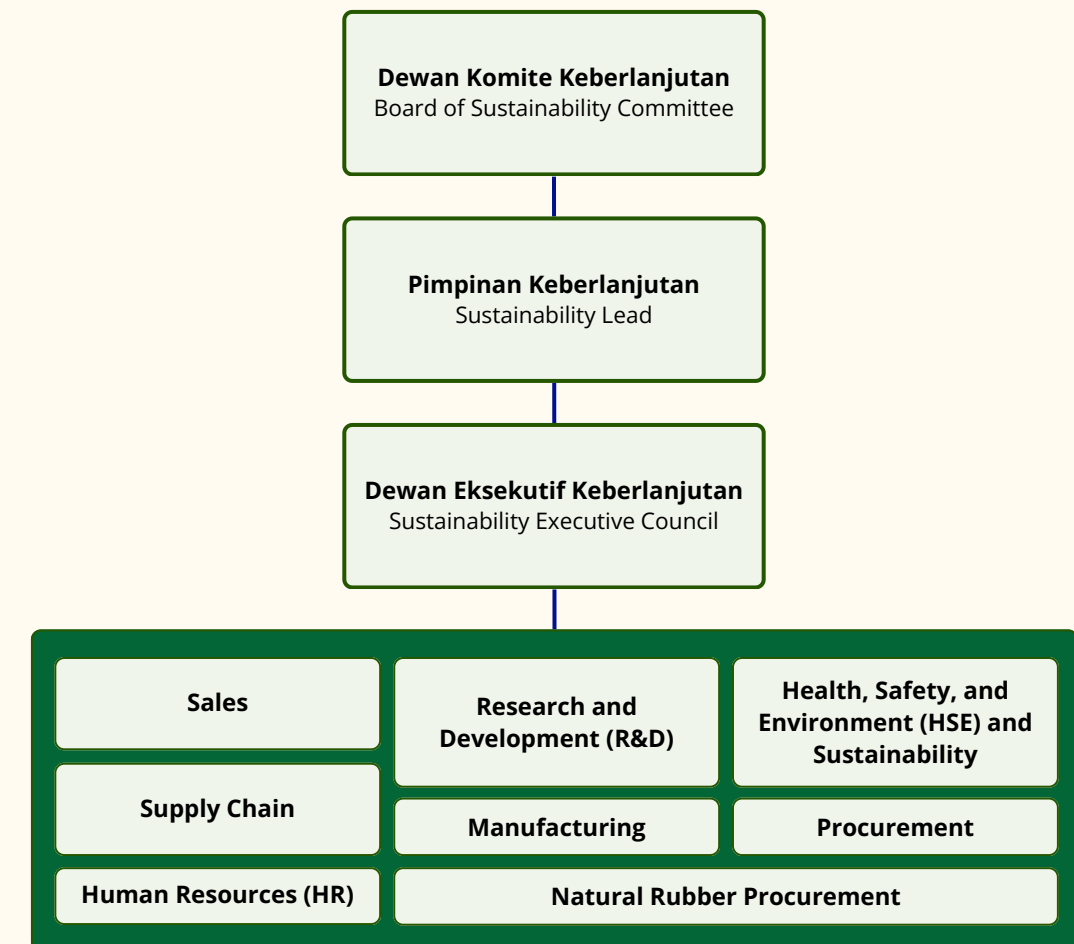 Dewan Komite Keberlanjutan
Board of Sustainability Committee
Pimpinan Keberlanjutan
Sustainability Lead
Dewan Eksekutif Keberlanjutan
Sustainability Executive Council
Sales
Research and
Development (R&D)
Health, Safety, and
Environment (HSE) and
Sustainability
Supply Chain
Manufacturing
Procurement
Human Resources (HR)
Natural Rubber Procurement